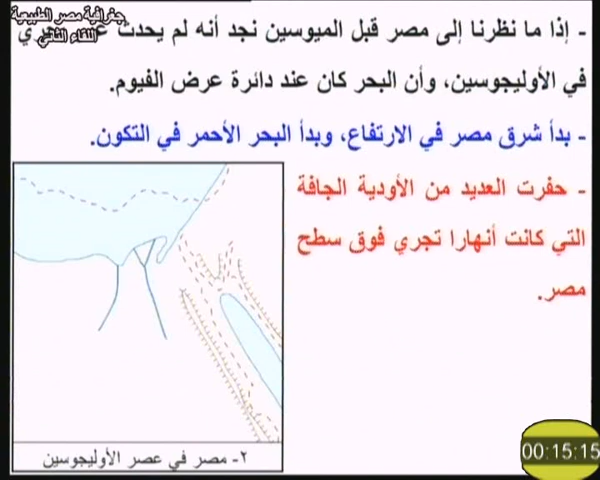 جغرافية مصر الطبيعية
اللقاء الثاني
- إذا ما نظرنا إلى مصر قبل الميوسين نجد أنه لم يحدث
في الأوليجوسين، وأن البحر كان عند دائرة عرض الفيوم.
- بدأ شرق مصر في الارتفاع، وبدأ البحر الأحمر في التكون.
- حفرت العديد من الأودية الجافة
التي كانت أنهارا تجري فوق سطح
مصر.
٢- مصر في عصر الأوليجوسين
00:15:15